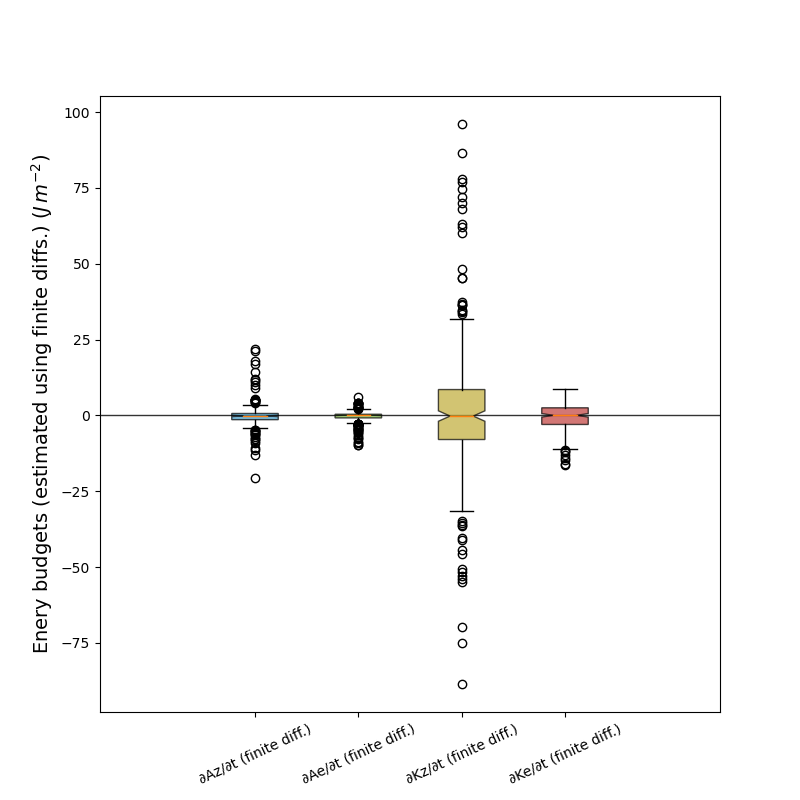 Enery budgets (estimated using finite diffs.) (J m⁻²)
100
75
50
25
0
−25
−50
−75
∂Az/∂t (finite diff.)
∂Ae/∂t (finite diff.)
∂Kz/∂t (finite diff.)
∂Ke/∂t (finite diff.)